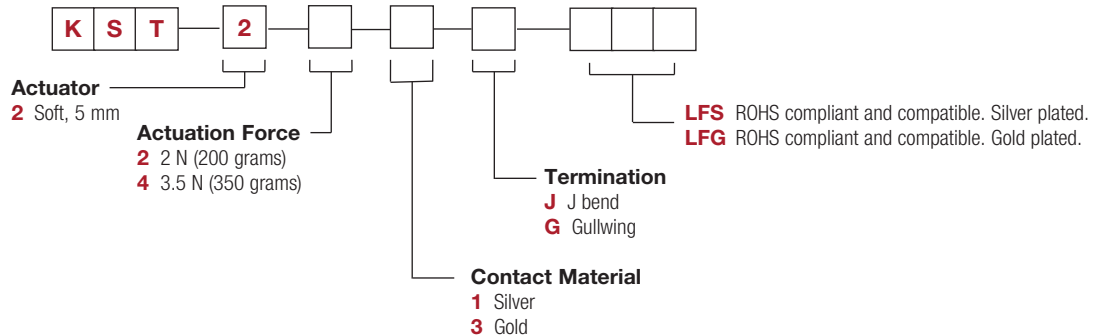 K S T 2
Actuator
2 Soft, 5 mm
Actuation Force
2 2 N (200 grams)
4 3.5 N (350 grams)
LFS ROHS compliant and compatible. Silver plated.
LFG ROHS compliant and compatible. Gold plated.
Termination
J J bend
G Gullwing
Contact Material
1 Silver
3 Gold